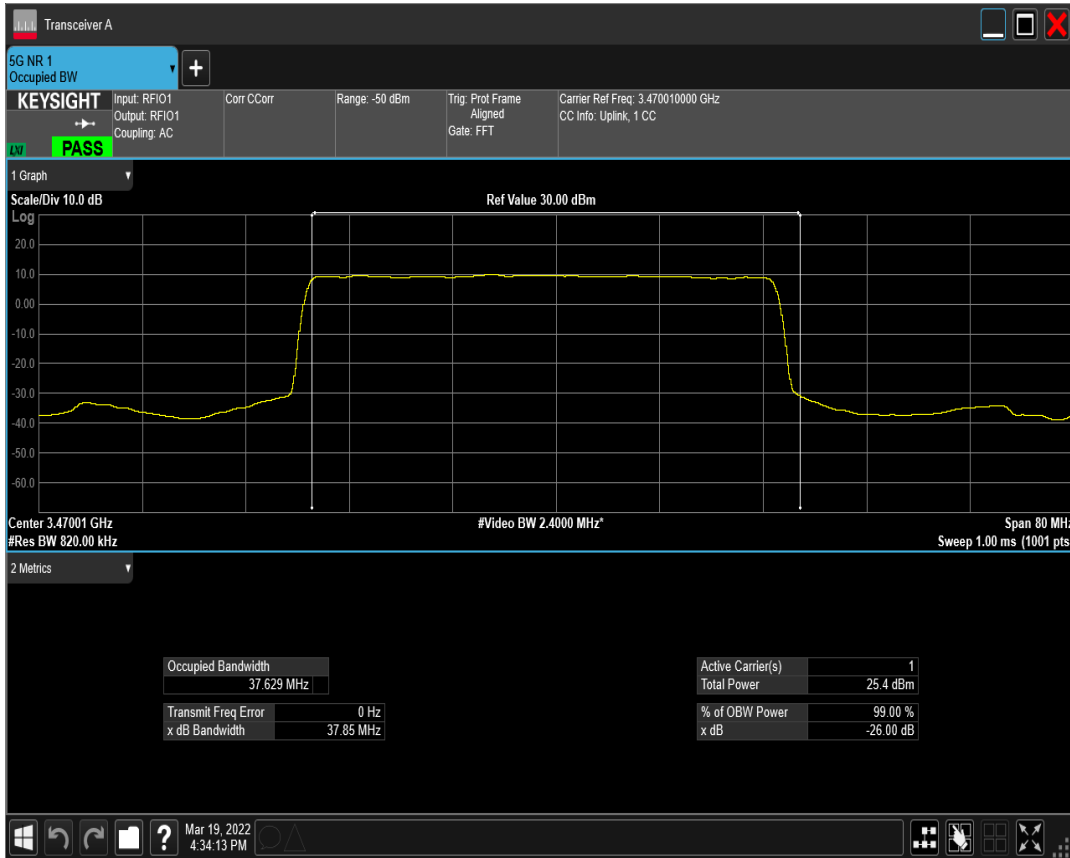 Transceiver A
5G NR 1
Occupied BW
+
KEYSIGHT
LXI
PASS
Input: RFIO1
Output: RFIO1
Coupling: AC
Corr CCorr
Range: -50 dBm
Trig: Prot Frame
Aligned
Gate: FFT
Carrier Ref Freq: 3.470010000 GHz
CC Info: Uplink, 1 CC
1 Graph
Scale/Div 10.0 dB
Ref Value 30.00 dBm
Log
20.0
10.0
0.00
-10.0
-20.0
-30.0
-40.0
-50.0
-60.0
Center 3.47001 GHz
#Video BW 2.4000 MHz*
Span 80 MHz
#Res BW 820.00 kHz
Sweep 1.00 ms (1001 pts
2 Metrics
Occupied Bandwidth
37.629 MHz
Transmit Freq Error 0 Hz
x dB Bandwidth 37.85 MHz
Active Carrier(s) 1
Total Power 25.4 dBm
% of OBW Power 99.00 %
x dB -26.00 dB
?
Mar 19, 2022
4:34:13 PM